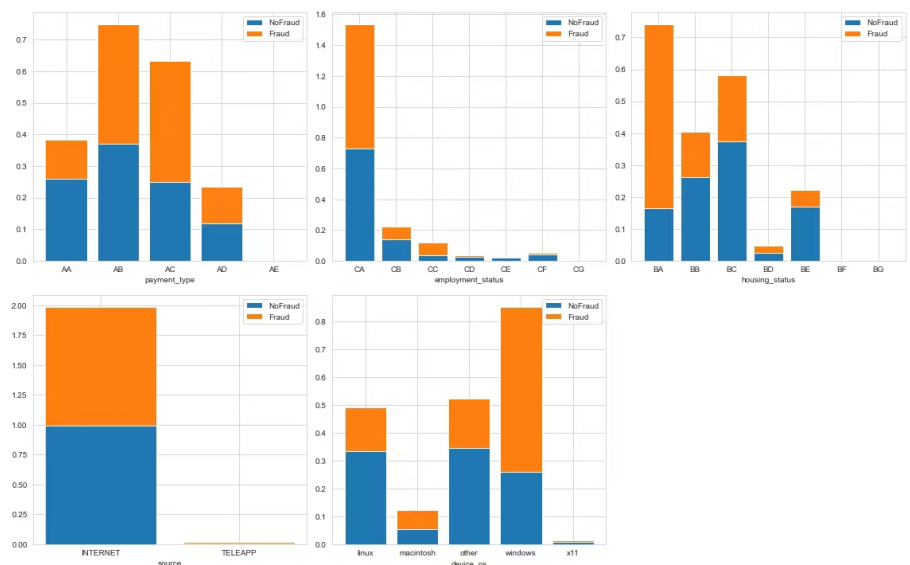 NoFraud
Fraud
0.7
0.6
0.5
0.4
0.3
0.2
0.1
0.0
AA AB AC AD AE
payment_type
NoFraud
Fraud
1.6
1.4
1.2
1.0
0.8
0.6
0.4
0.2
0.0
CA CB CC CD CE CF CG
employment_status
NoFraud
Fraud
0.7
0.6
0.5
0.4
0.3
0.2
0.1
0.0
BA BB BC BD BE BF BG
housing_status
NoFraud
Fraud
2.00
1.75
1.50
1.25
1.00
0.75
0.50
0.25
0.00
INTERNET TELEAPP
source
NoFraud
Fraud
0.8
0.7
0.6
0.5
0.4
0.3
0.2
0.1
0.0
linux macintosh other windows x11
device_os